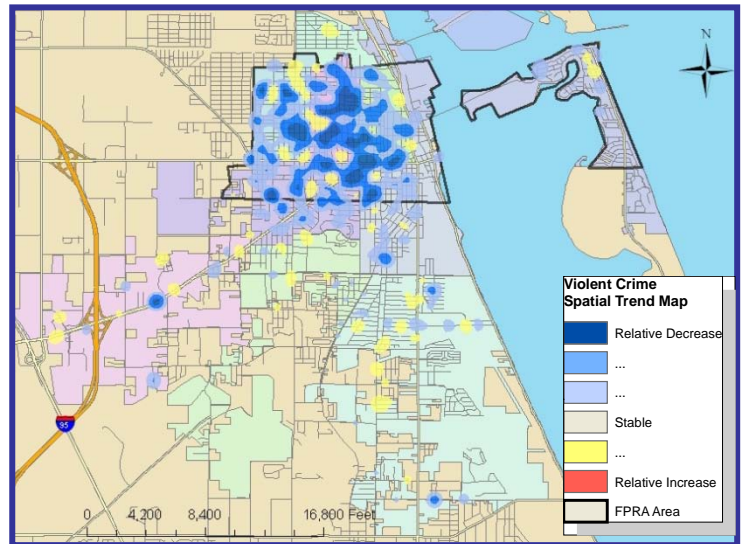 N
Violent Crime
Spatial Trend Map
Relative Decrease
...
...
Stable
...
Relative Increase
FPRA Area
95
0 4,200 8,400 16,800 Feet